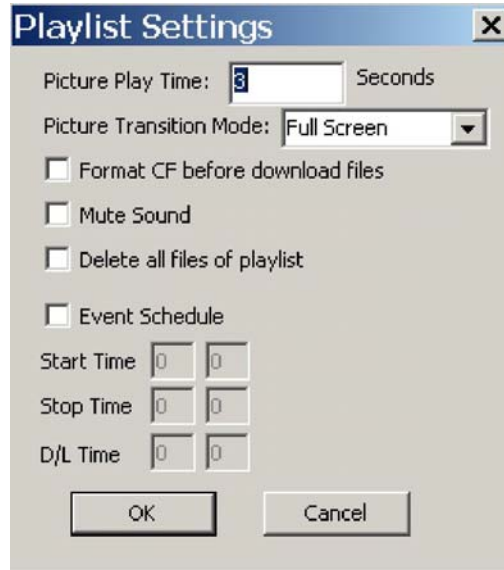 Playlist Settings
Picture Play Time: 3 Seconds
Picture Transition Mode: Full Screen
Format CF before download files
Mute Sound
Delete all files of playlist
Event Schedule
Start Time 0 0
Stop Time 0 0
D/L Time 0 0
OK Cancel